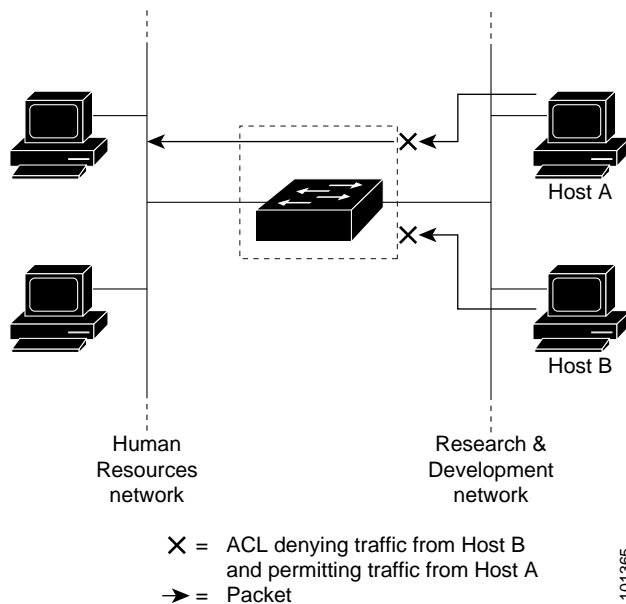 Host A
Host B
Human
Resources
network
Research &
Development
network
X = ACL denying traffic from Host B
and permitting traffic from Host A
→ = Packet
101365